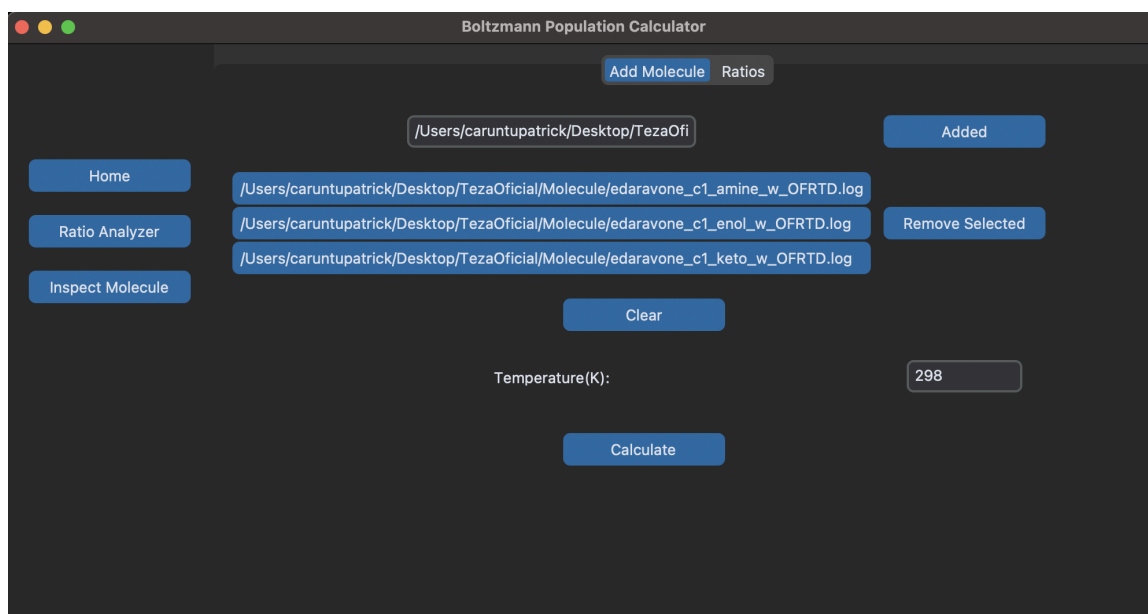 Boltzmann Population Calculator
Add Molecule Ratios
/Users/caruntupatrick/Desktop/TezaOfi
Added
Home
Ratio Analyzer
Inspect Molecule
/Users/caruntupatrick/Desktop/TezaOficial/Molecule/edaravone_c1_amine_w_OFRTD.log
/Users/caruntupatrick/Desktop/TezaOficial/Molecule/edaravone_c1_enol_w_OFRTD.log
/Users/caruntupatrick/Desktop/TezaOficial/Molecule/edaravone_c1_keto_w_OFRTD.log
Remove Selected
Clear
Temperature(K):
298
Calculate